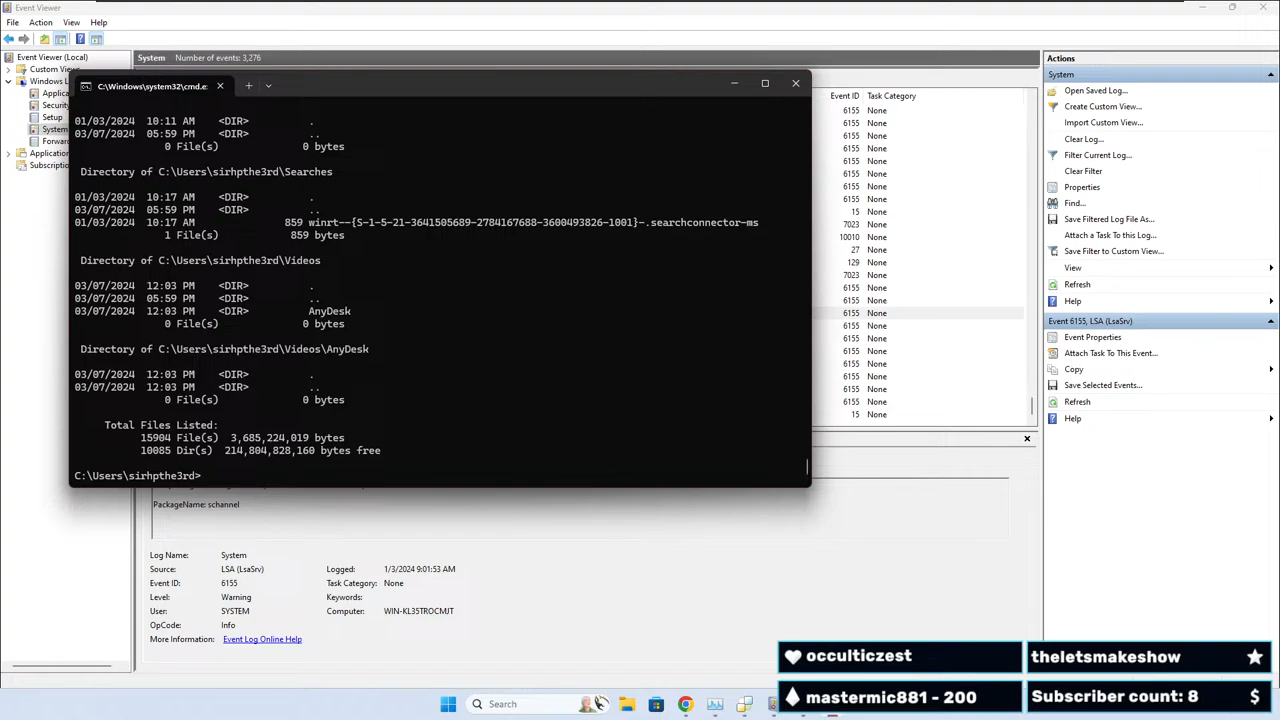 Event Viewer
File Action View Help
Event Viewer (Local)
Custom Views
Windows L
Applica
Security
Setup
System
Forward
Application
Subscription
System Number of events: 3,276
C:\Windows\system32\cmd.e
01/03/2024 10:11 AM <DIR> .
03/07/2024 05:59 PM <DIR> ..
0 File(s) 0 bytes
Directory of C:\Users\sirhpthe3rd\Searches
01/03/2024 10:17 AM <DIR> .
03/07/2024 05:59 PM <DIR> ..
01/03/2024 10:17 AM 859 winrt--{S-1-5-21-3641505689-2784167688-3600493826-1001}-.searchconnector-ms
1 File(s) 859 bytes
Directory of C:\Users\sirhpthe3rd\Videos
03/07/2024 12:03 PM <DIR> .
03/07/2024 05:59 PM <DIR> ..
03/07/2024 12:03 PM <DIR> AnyDesk
0 File(s) 0 bytes
Directory of C:\Users\sirhpthe3rd\Videos\AnyDesk
03/07/2024 12:03 PM <DIR> .
03/07/2024 12:03 PM <DIR> ..
0 File(s) 0 bytes
Total Files Listed:
15904 File(s) 3,685,224,019 bytes
10085 Dir(s) 214,804,828,160 bytes free
C:\Users\sirhpthe3rd>
Event ID Task Category
6155 None
6155 None
6155 None
6155 None
6155 None
6155 None
6155 None
6155 None
15 None
7023 None
10010 None
27 None
129 None
7023 None
6155 None
6155 None
6155 None
6155 None
6155 None
6155 None
6155 None
6155 None
6155 None
6155 None
15 None
PackageName: schannel
Log Name: System
Source: LSA (LsaSrv) Logged: 1/3/2024 9:01:53 AM
Event ID: 6155 Task Category: None
Level: Warning Keywords:
User: SYSTEM Computer: WIN-KL35TROCMJT
OpCode: Info
More Information: Event Log Online Help
Actions
System
Open Saved Log...
Create Custom View...
Import Custom View...
Clear Log...
Filter Current Log...
Clear Filter
Properties
Find...
Save Filtered Log File As...
Attach a Task To this Log...
Save Filter to Custom View...
View
Refresh
Help
Event 6155, LSA (LsaSrv)
Event Properties
Attach Task To This Event...
Copy
Save Selected Events...
Refresh
Help
occulticzest
theletsmakeshow
mastermic881 - 200
Subscriber count: 8 $
Search